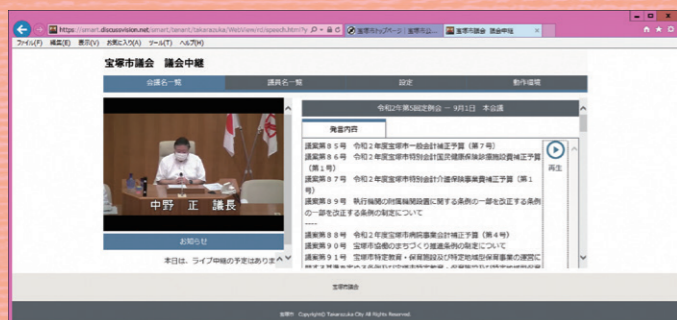 https://smart.discussvision.net/smart/tenant/takarazuka/WebView/rd/speech.html?y
宝塚市トップページ｜宝塚市公...
宝塚市議会 議会中継
ファイル(F) 編集(E) 表示(V) お気に入り(A) ツール(T) ヘルプ(H)
宝塚市議会 議会中継
会議名一覧 議員名一覧 設定 動作環境
令和2年第5回定例会 － 9月1日 本会議
発言内容
議案第８５号 令和２年度宝塚市一般会計補正予算（第７号）
議案第８６号 令和２年度宝塚市特別会計国民健康保険診療施設費補正予算
（第１号）
議案第８７号 令和２年度宝塚市特別会計介護保険事業費補正予算（第１
号）
議案第８９号 執行機関の附属機関設置に関する条例の一部を改正する条例
の一部を改正する条例の制定について
----
議案第８８号 令和２年度宝塚市病院事業会計補正予算（第４号）
議案第９０号 宝塚市協働のまちづくり推進条例の制定について
議案第９１号 宝塚市特定教育・保育施設及び特定地域型保育事業の運営に
再生
中野 正 議長
お知らせ
本日は、ライブ中継の予定はありま
宝塚市議会
宝塚市 Copyright© Takarazuka City All Rights Reserved.